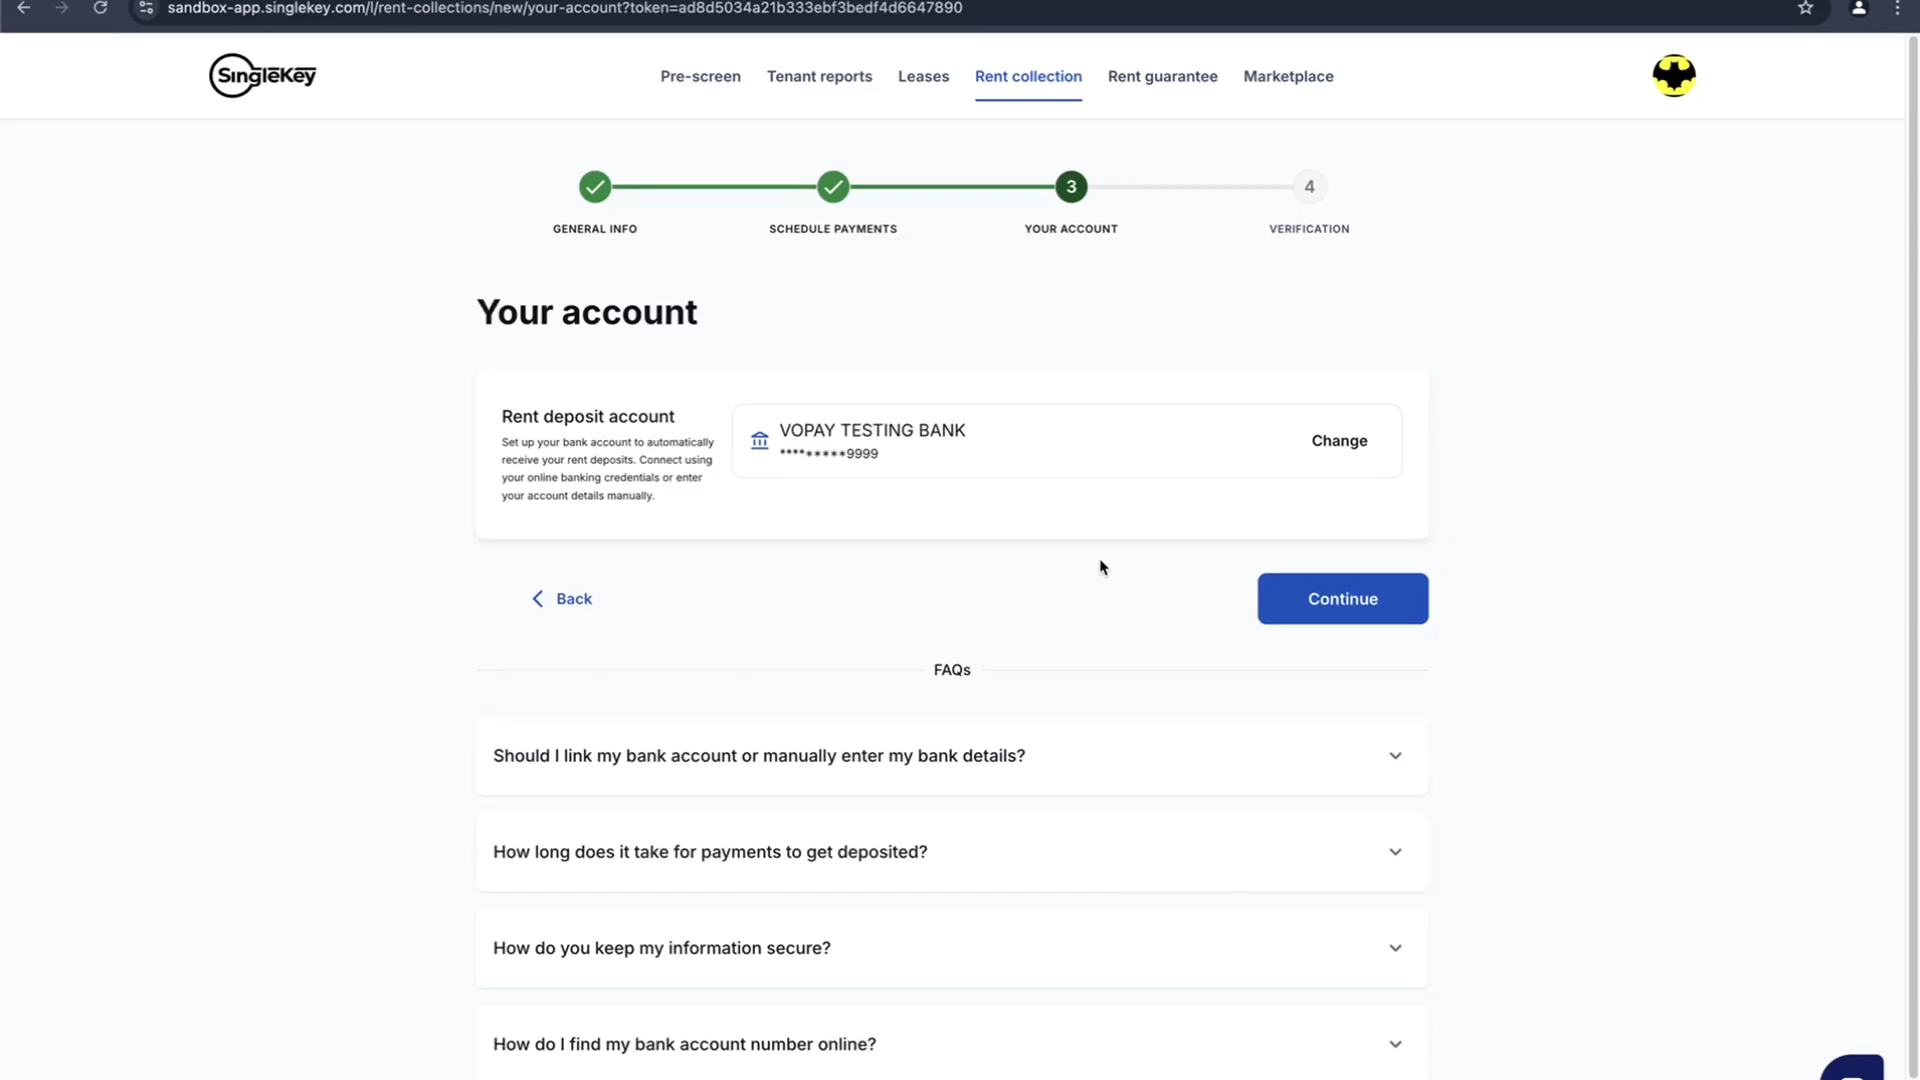 sandbox-app.singlekey.com/l/rent-collections/new/your-account?token=ad8d5034a21b333ebf3bedf4d6647890
SingleKey
Pre-screen
Tenant reports
Leases
Rent collection
Rent guarantee
Marketplace
3
4
GENERAL INFO
SCHEDULE PAYMENTS
YOUR ACCOUNT
VERIFICATION
Your account
Rent deposit account
Set up your bank account to automatically
receive your rent deposits. Connect using
your online banking credentials or enter
your account details manually.
VOPAY TESTING BANK
*********9999
Change
Back
Continue
FAQs
Should I link my bank account or manually enter my bank details?
How long does it take for payments to get deposited?
How do you keep my information secure?
How do I find my bank account number online?